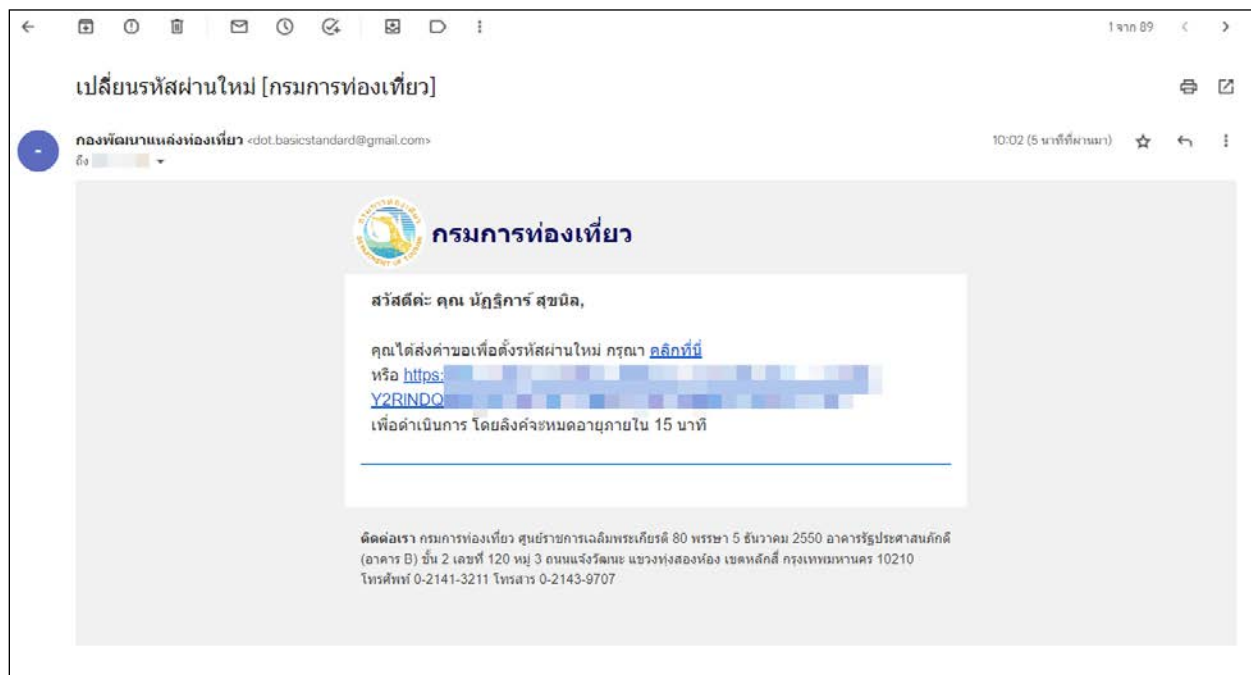 1 จาก 89
เปลี่ยนรหัสผ่านใหม่ [กรมการท่องเที่ยว]
กองพัฒนาแหล่งท่องเที่ยว <dot.basicstandard@gmail.com>
10:02 (5 นาทีที่ผ่านมา)
ถึง
กรมการท่องเที่ยว
สวัสดีค่ะ คุณ นัฏฐิการ์ สุขนิล,
คุณได้ส่งคำขอเพื่อตั้งรหัสผ่านใหม่ กรุณา คลิกที่นี่
หรือ https:
Y2RlNDQ
เพื่อดำเนินการ โดยลิงค์จะหมดอายุภายใน 15 นาที
ติดต่อเรา กรมการท่องเที่ยว ศูนย์ราชการเฉลิมพระเกียรติ 80 พรรษา 5 ธันวาคม 2550 อาคารรัฐประศาสนภักดี
(อาคาร B) ชั้น 2 เลขที่ 120 หมู่ 3 ถนนแจ้งวัฒนะ แขวงทุ่งสองห้อง เขตหลักสี่ กรุงเทพมหานคร 10210
โทรศัพท์ 0-2141-3211 โทรสาร 0-2143-9707